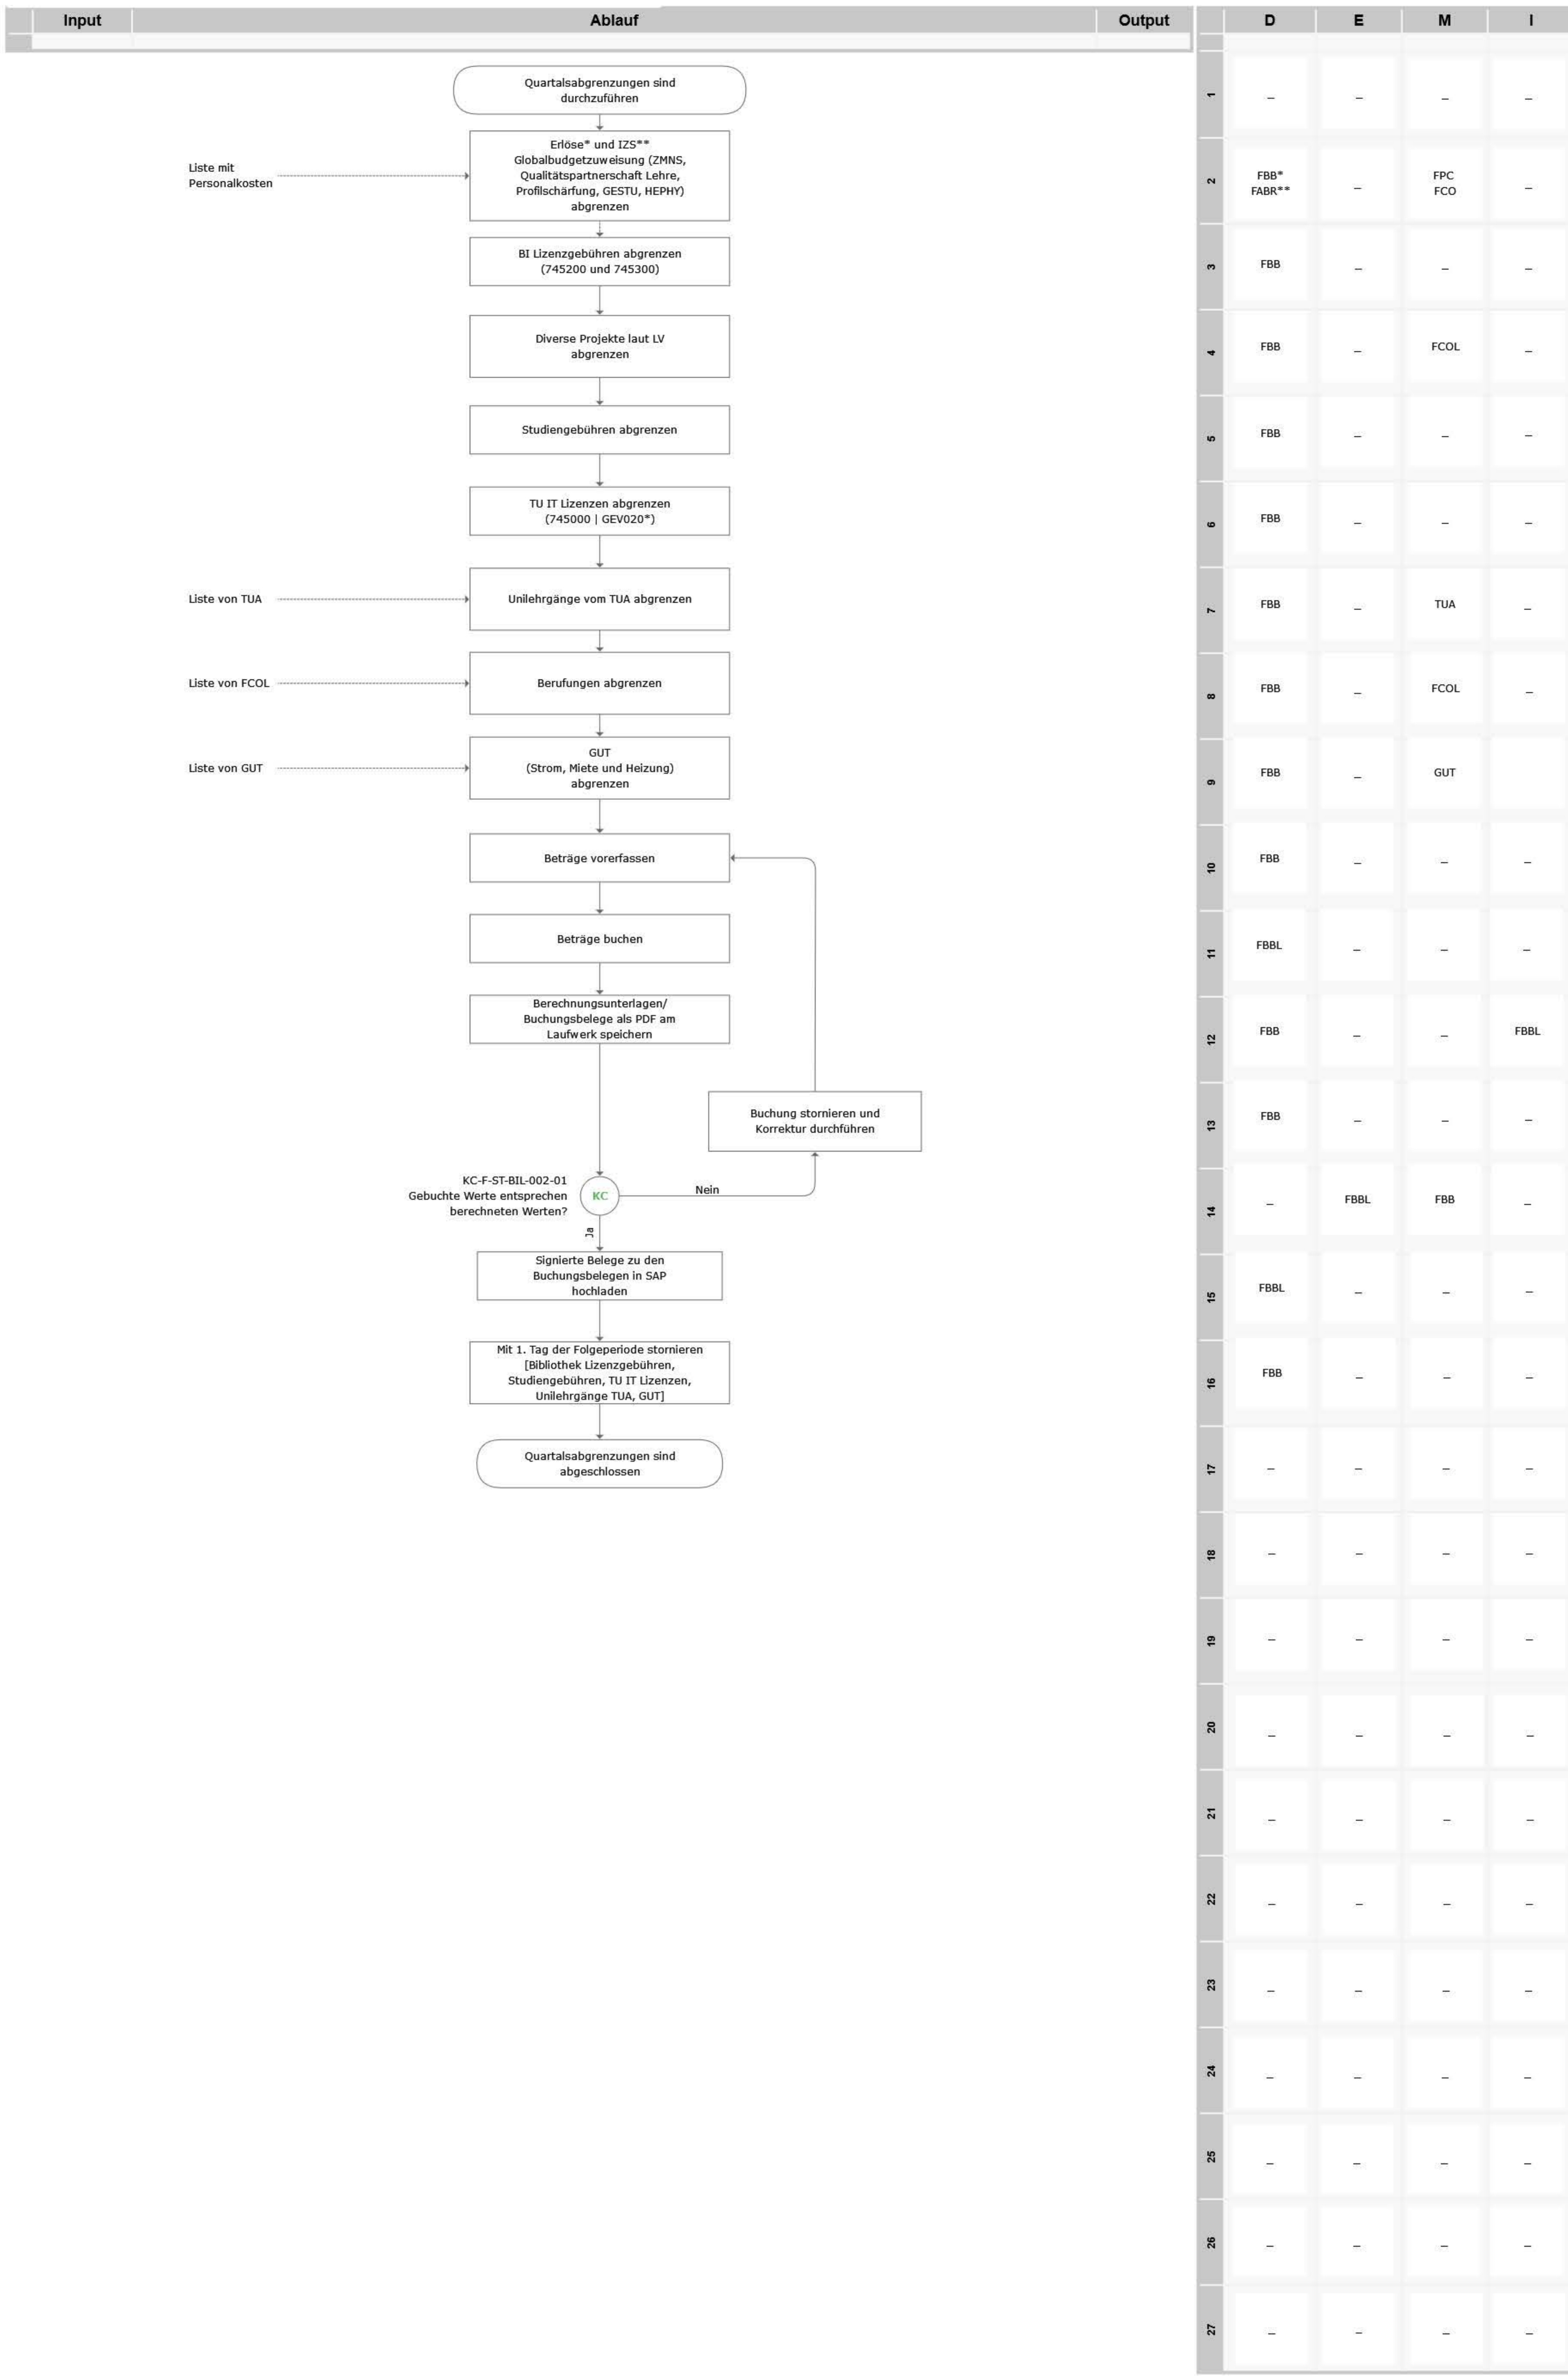 Input Ablauf Output D E M I
Quartalsabgrenzungen sind
durchzuführen
1 _ _ _ _
Liste mit
Personalkosten
Erlöse* und IZS**
Globalbudgetzuweisung (ZMNS,
Qualitätspartnerschaft Lehre,
Profilschärfung, GESTU, HEPHY)
abgrenzen
2 FBB* _ FPC _
FABR** FCO
BI Lizenzgebühren abgrenzen
(745200 und 745300)
3 FBB _ _ _
Diverse Projekte laut LV
abgrenzen
4 FBB _ FCOL _
Studiengebühren abgrenzen
5 FBB _ _ _
TU IT Lizenzen abgrenzen
(745000 | GEV020*)
6 FBB _ _ _
Liste von TUA
Unilehrgänge vom TUA abgrenzen
7 FBB _ TUA _
Liste von FCOL
Berufungen abgrenzen
8 FBB _ FCOL _
Liste von GUT
GUT
(Strom, Miete und Heizung)
abgrenzen
9 FBB _ GUT
Beträge vorerfassen
10 FBB _ _ _
Beträge buchen
11 FBBL _ _ _
Berechnungsunterlagen/
Buchungsbelege als PDF am
Laufwerk speichern
12 FBB _ _ FBBL
Buchung stornieren und
Korrektur durchführen
13 FBB _ _ _
KC-F-ST-BIL-002-01
Gebuchte Werte entsprechen
berechneten Werten?
KC
Nein
Ja
14 _ FBBL FBB _
Signierte Belege zu den
Buchungsbelegen in SAP
hochladen
15 FBBL _ _ _
Mit 1. Tag der Folgeperiode stornieren
[Bibliothek Lizenzgebühren,
Studiengebühren, TU IT Lizenzen,
Unilehrgänge TUA, GUT]
16 FBB _ _ _
Quartalsabgrenzungen sind
abgeschlossen
17 _ _ _ _
18 _ _ _ _
19 _ _ _ _
20 _ _ _ _
21 _ _ _ _
22 _ _ _ _
23 _ _ _ _
24 _ _ _ _
25 _ _ _ _
26 _ _ _ _
27 _ _ _ _